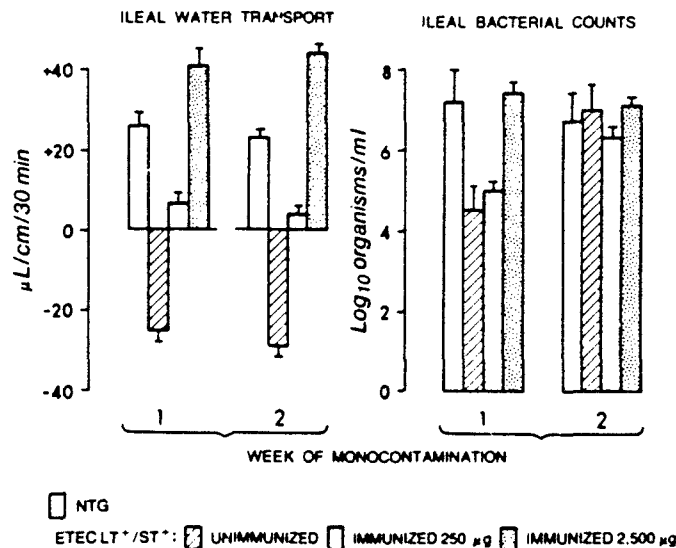 ILEAL WATER TRANSPORT
ILEAL BACTERIAL COUNTS
µL/cm/30 min
+40
+20
0
-20
-40
Log10 organisms/ml
8
6
4
2
0
1
2
1
2
WEEK OF MONOCONTAMINATION
NTG
ETEC LT+/ST+: UNIMMUNIZED IMMUNIZED 250 µg IMMUNIZED 2,500 µg